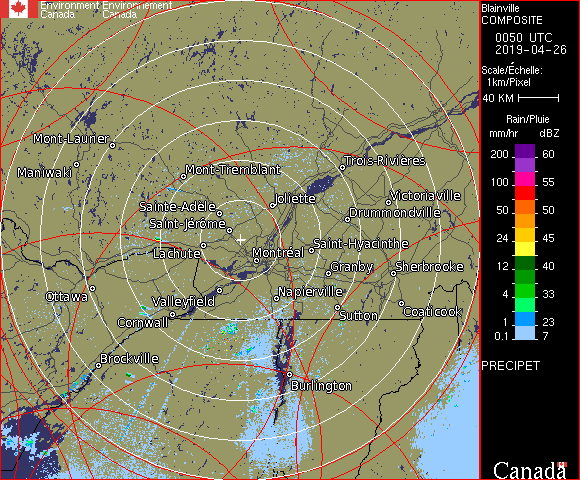 Environment Environnement
Canada Canada
Blainville
COMPOSITE
0050 UTC
2019-04-26
Scale/Échelle:
1km/Pixel
40 KM
Rain/Pluie
mm/hr dBZ
200 60
100 55
50 50
24 45
12 40
4 33
1 23
0.1 7
PRECIPET
Canada
Mont-Laurier
Maniwaki
Mont-Tremblant
Trois-Rivières
Sainte-Adèle
Joliette
Victoriaville
Drummondville
Saint-Jérôme
Lachute
Montréal
Saint-Hyacinthe
Granby
Sherbrooke
Ottawa
Valleyfield
Napierville
Cornwall
Sutton
Coaticook
Brockville
Burlington